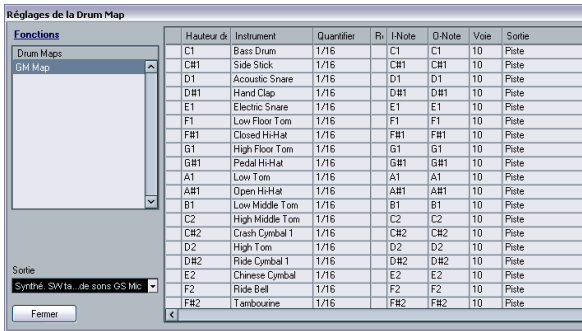 Réglages de la Drum Map
Fonctions
Drum Maps
GM Map
Sortie
Synthé. SW ta...de sons GS Mic
Fermer
Hauteur de Instrument Quantifier I-Note O-Note Voie Sortie
C1 Bass Drum 1/16 C1 C1 10 Piste
C#1 Side Stick 1/16 C#1 C#1 10 Piste
D1 Acoustic Snare 1/16 D1 D1 10 Piste
D#1 Hand Clap 1/16 D#1 D#1 10 Piste
E1 Electric Snare 1/16 E1 E1 10 Piste
F1 Low Floor Tom 1/16 F1 F1 10 Piste
F#1 Closed Hi-Hat 1/16 F#1 F#1 10 Piste
G1 High Floor Tom 1/16 G1 G1 10 Piste
G#1 Pedal Hi-Hat 1/16 G#1 G#1 10 Piste
A1 Low Tom 1/16 A1 A1 10 Piste
A#1 Open Hi-Hat 1/16 A#1 A#1 10 Piste
B1 Low Middle Tom 1/16 B1 B1 10 Piste
C2 High Middle Tom 1/16 C2 C2 10 Piste
C#2 Crash Cymbal 1 1/16 C#2 C#2 10 Piste
D2 High Tom 1/16 D2 D2 10 Piste
D#2 Ride Cymbal 1 1/16 D#2 D#2 10 Piste
E2 Chinese Cymbal 1/16 E2 E2 10 Piste
F2 Ride Bell 1/16 F2 F2 10 Piste
F#2 Tambourine 1/16 F#2 F#2 10 Piste